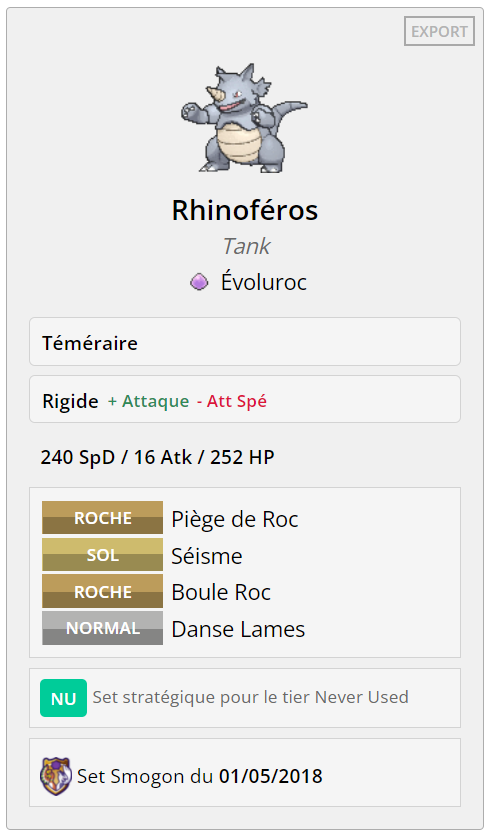 EXPORT
Rhinoféros
Tank
Évoluroc
Téméraire
Rigide + Attaque - Att Spé
240 SpD / 16 Atk / 252 HP
ROCHE Piège de Roc
SOL Séisme
ROCHE Boule Roc
NORMAL Danse Lames
NU Set stratégique pour le tier Never Used
Set Smogon du 01/05/2018